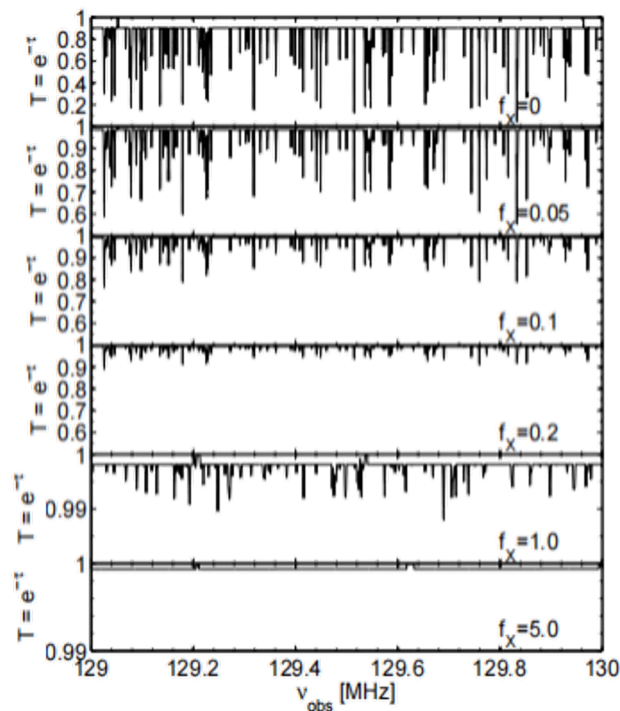 1
0.8
0.6
0.4
0.2
T = e^{-τ}
f_X=0
1
0.9
0.8
0.7
0.6
T = e^{-τ}
f_X=0.05
1
0.9
0.8
0.7
0.6
T = e^{-τ}
f_X=0.1
1
0.9
0.8
0.7
0.6
T = e^{-τ}
f_X=0.2
1
0.99
T = e^{-τ}
f_X=1.0
1
0.99
T = e^{-τ}
f_X=5.0
129 129.2 129.4 129.6 129.8 130
ν_obs [MHz]